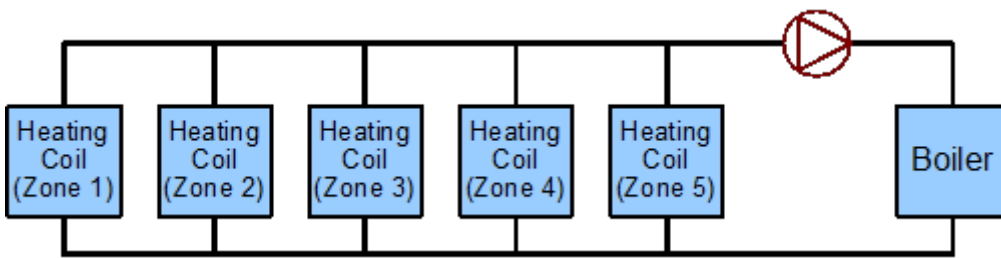 Heating
Coil
(Zone 1)
Heating
Coil
(Zone 2)
Heating
Coil
(Zone 3)
Heating
Coil
(Zone 4)
Heating
Coil
(Zone 5)
Boiler